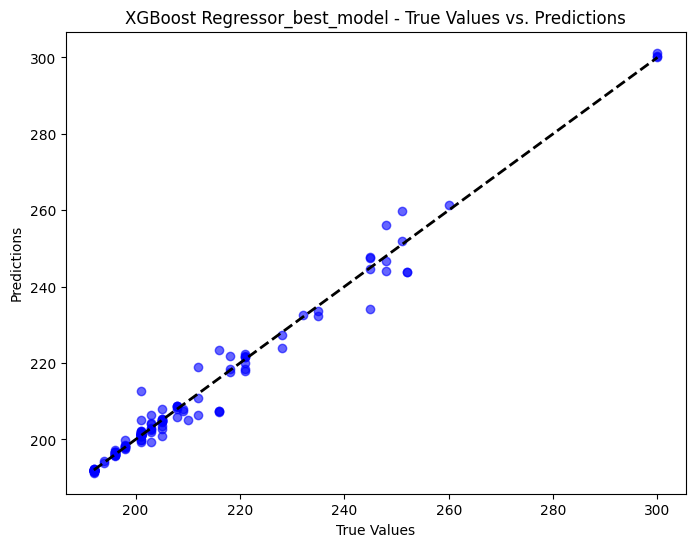 XGBoost Regressor_best_model - True Values vs. Predictions
300
280
260
240
220
200
Predictions
200 220 240 260 280 300
True Values